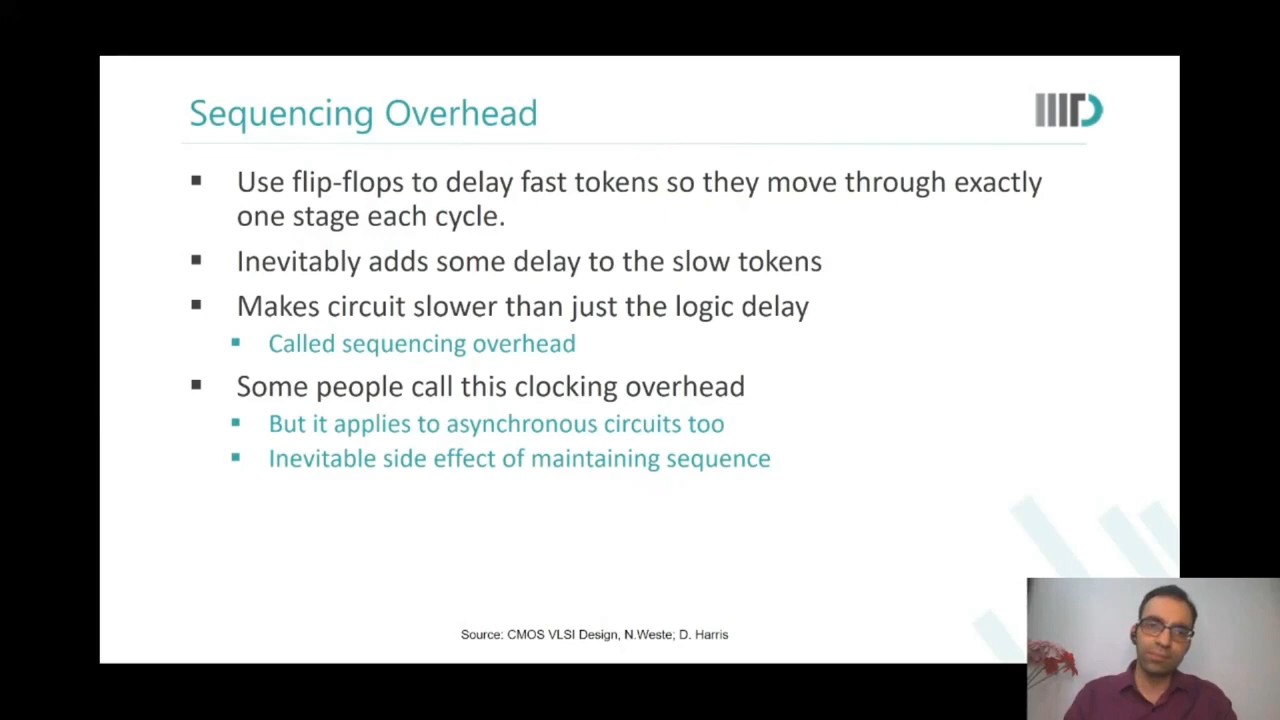 Sequencing Overhead
Use flip-flops to delay fast tokens so they move through exactly
one stage each cycle.
Inevitably adds some delay to the slow tokens
Makes circuit slower than just the logic delay
Called sequencing overhead
Some people call this clocking overhead
But it applies to asynchronous circuits too
Inevitable side effect of maintaining sequence
Source: CMOS VLSI Design, N.Weste; D. Harris